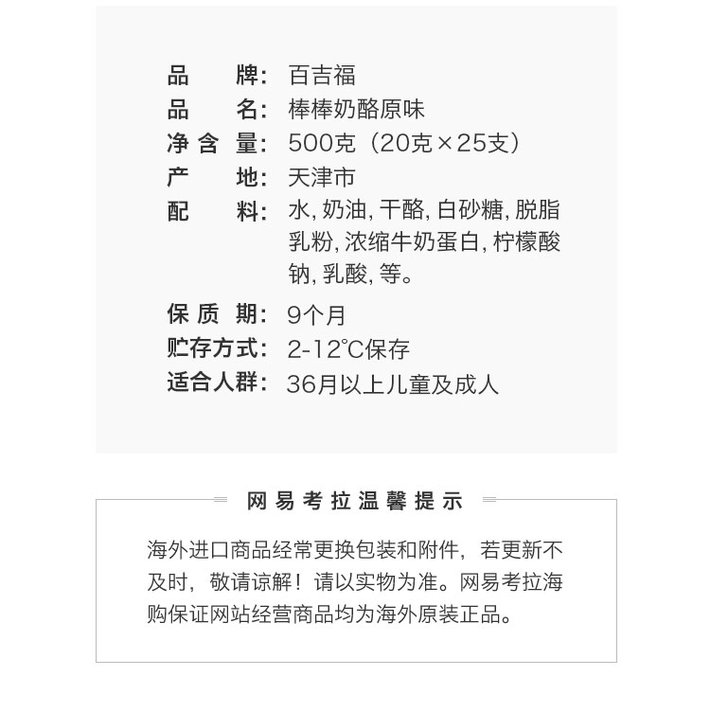 品牌：百吉福
品名：棒棒奶酪原味
净含量：500克（20克×25支）
产地：天津市
配料：水,奶油,干酪,白砂糖,脱脂
乳粉,浓缩牛奶蛋白,柠檬酸
钠,乳酸,等。
保质期：9个月
贮存方式：2-12℃保存
适合人群：36月以上儿童及成人
网易考拉温馨提示
海外进口商品经常更换包装和附件，若更新不
及时，敬请谅解！请以实物为准。网易考拉海
购保证网站经营商品均为海外原装正品。